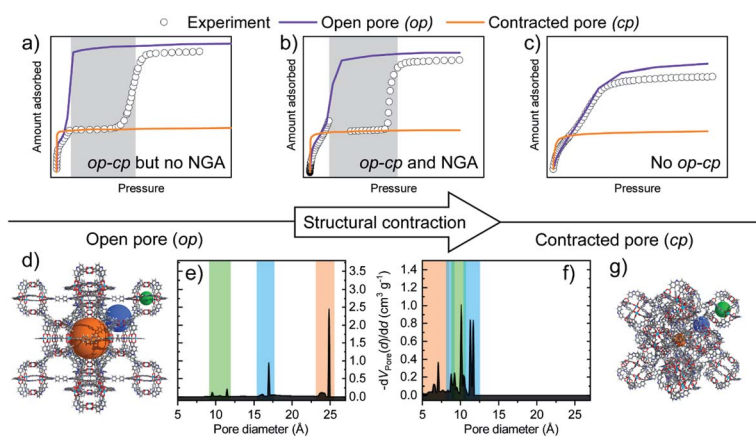 Experiment Open pore (op) Contracted pore (cp)
a) b) c)
Amount adsorbed Amount adsorbed Amount adsorbed
op-cp but no NGA op-cp and NGA No op-cp
Pressure Pressure Pressure
Open pore (op) Structural contraction Contracted pore (cp)
d) e) f) g)
3.5
3.0
2.5
2.0
1.5
1.0
0.5
0.0
-dVPore(d)/dd (cm³ g⁻¹)
1.4
1.2
1.0
0.8
0.6
0.4
0.2
0.0
5 10 15 20 25 5 10 15 20 25
Pore diameter (Å) Pore diameter (Å)